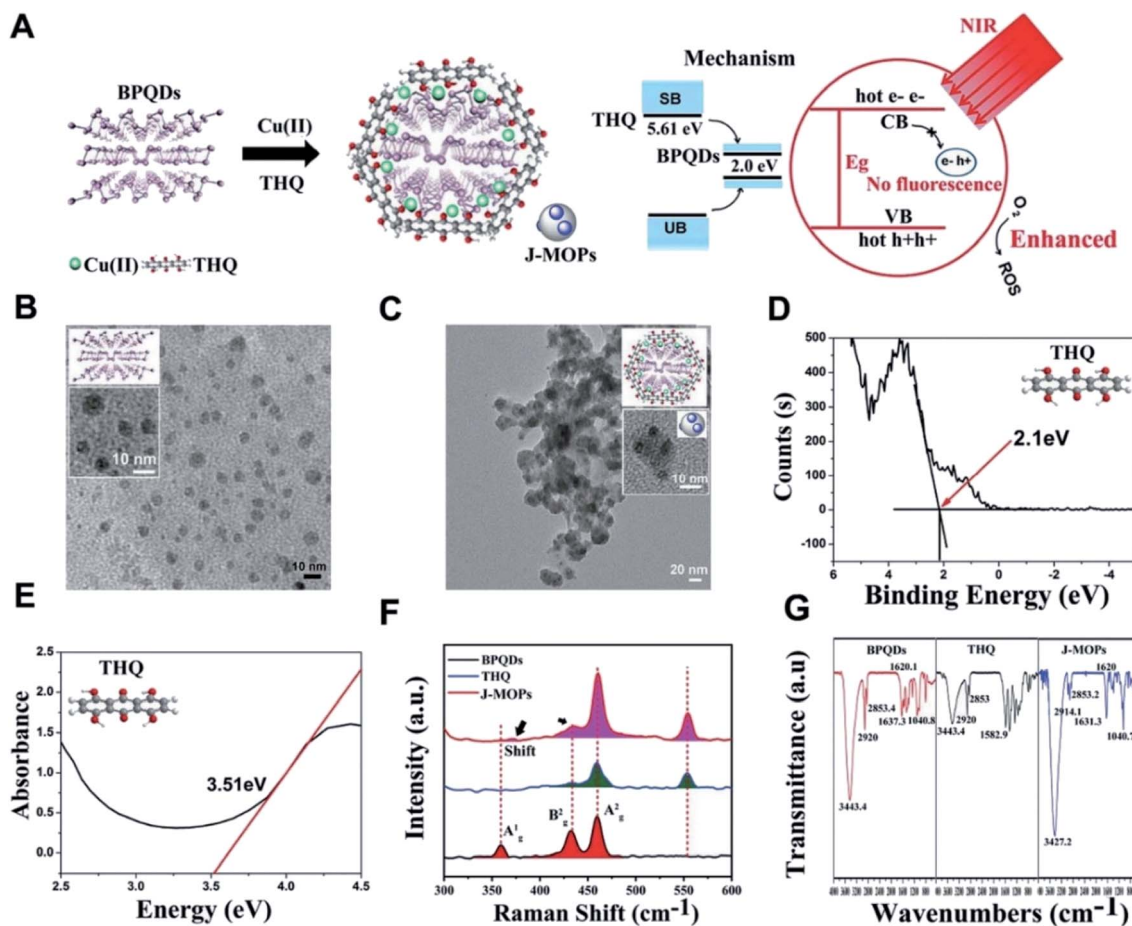 A
BPQDs
Cu(II)
THQ
J-MOPs
Cu(II) THQ
Mechanism
THQ
SB
5.61 eV
BPQDs
2.0 eV
UB
NIR
hot e- e-
CB
e- h+
Eg
No fluorescence
VB
hot h+h+
O2
Enhanced
ROS
B
10 nm
10 nm
C
10 nm
20 nm
D
THQ
2.1eV
Counts (s)
500
400
300
200
100
0
-100
6 4 2 0 -2 -4
Binding Energy (eV)
E
THQ
3.51eV
Absorbance
2.5
2.0
1.5
1.0
0.5
0.0
2.5 3.0 3.5 4.0 4.5
Energy (eV)
F
BPQDs
THQ
J-MOPs
Shift
A1g
B2g
A2g
Intensity (a.u.)
300 350 400 450 500 550 600
Raman Shift (cm-1)
G
BPQDs THQ J-MOPs
1620.1
2853.4
1637.3
1040.8
2920
3443.4
2853
2920
3443.4
1582.9
1620
2853.2
2914.1
1631.3
1040.7
3427.2
Transmittance (a.u)
Wavenumbers (cm-1)